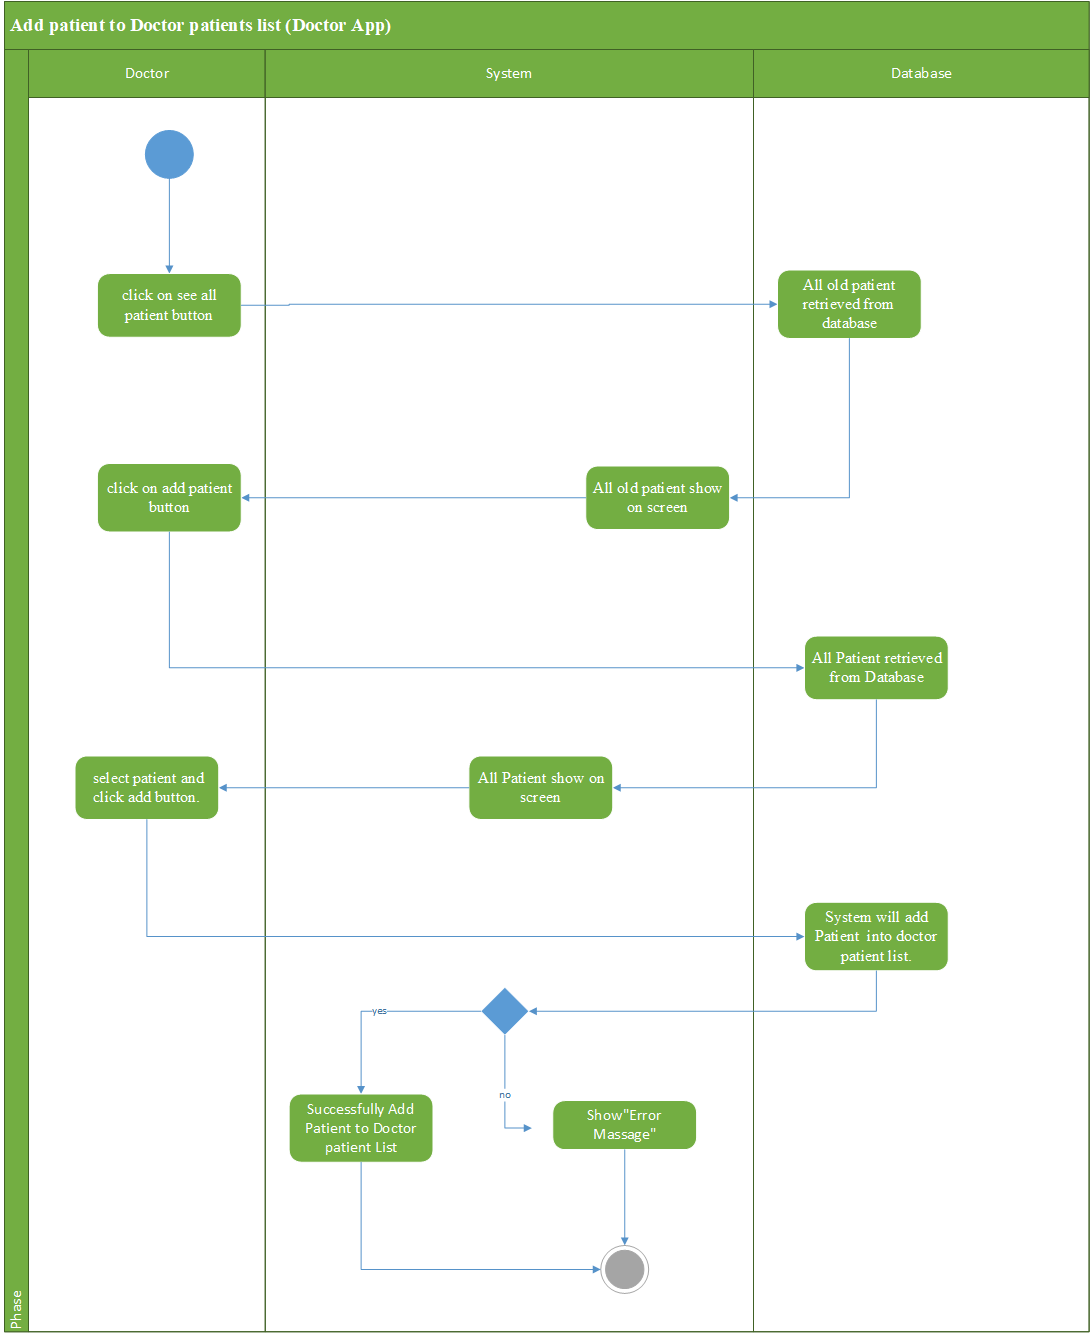 Add patient to Doctor patients list (Doctor App)
Doctor
System
Database
click on see all
patient button
All old patient
retrieved from
database
click on add patient
button
All old patient show
on screen
All Patient retrieved
from Database
select patient and
click add button.
All Patient show on
screen
System will add
Patient into doctor
patient list.
yes
no
Successfully Add
Patient to Doctor
patient List
Show"Error
Massage"
Phase